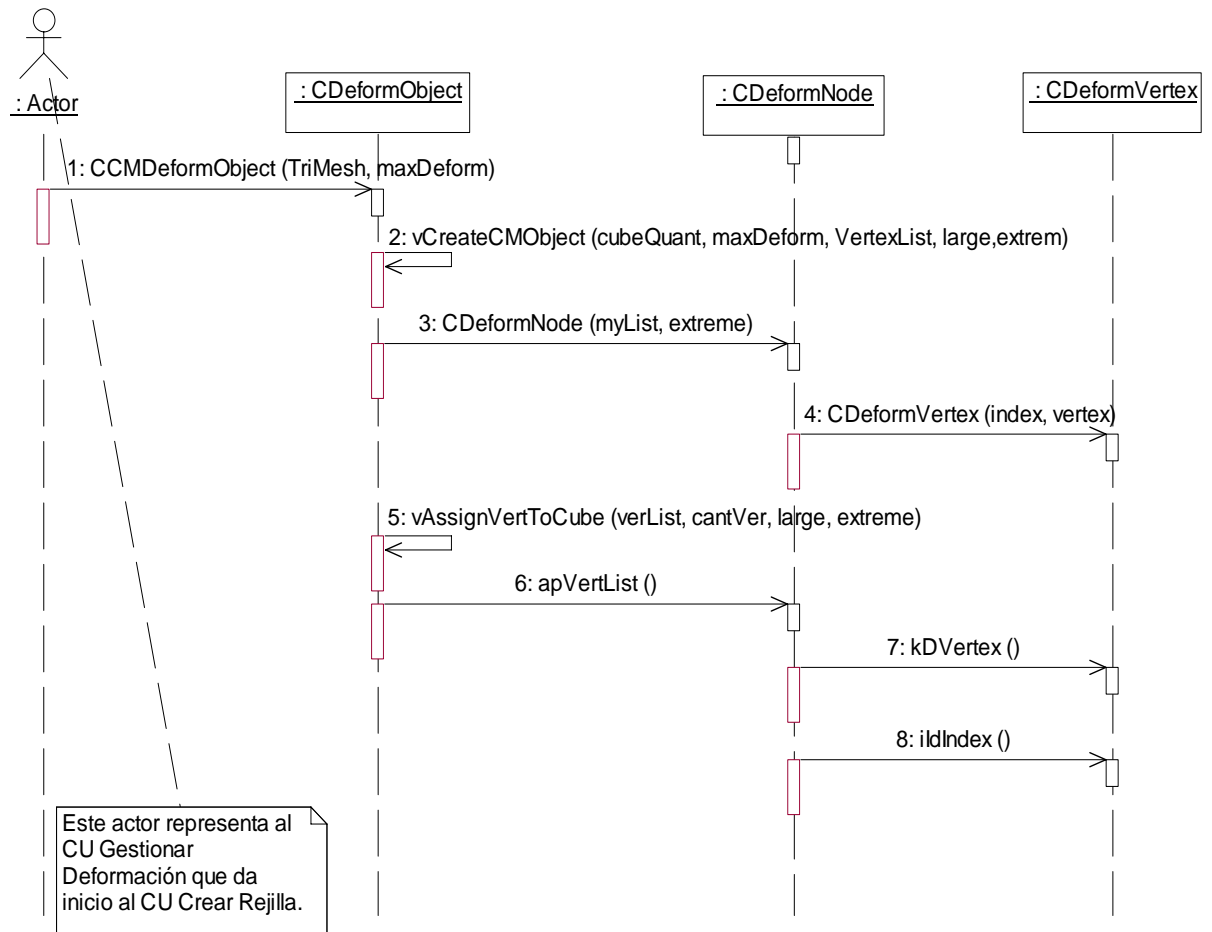 : Actor
: CDeformObject
: CDeformNode
: CDeformVertex
1: CCMDeformObject (TriMesh, maxDeform)
2: vCreateCMObject (cubeQuant, maxDeform, VertexList, large,extrem)
3: CDeformNode (myList, extreme)
4: CDeformVertex (index, vertex)
5: vAssignVertToCube (verList, cantVer, large, extreme)
6: apVertList ()
7: kDVertex ()
8: iIdIndex ()
Este actor representa al
CU Gestionar
Deformación que da
inicio al CU Crear Rejilla.